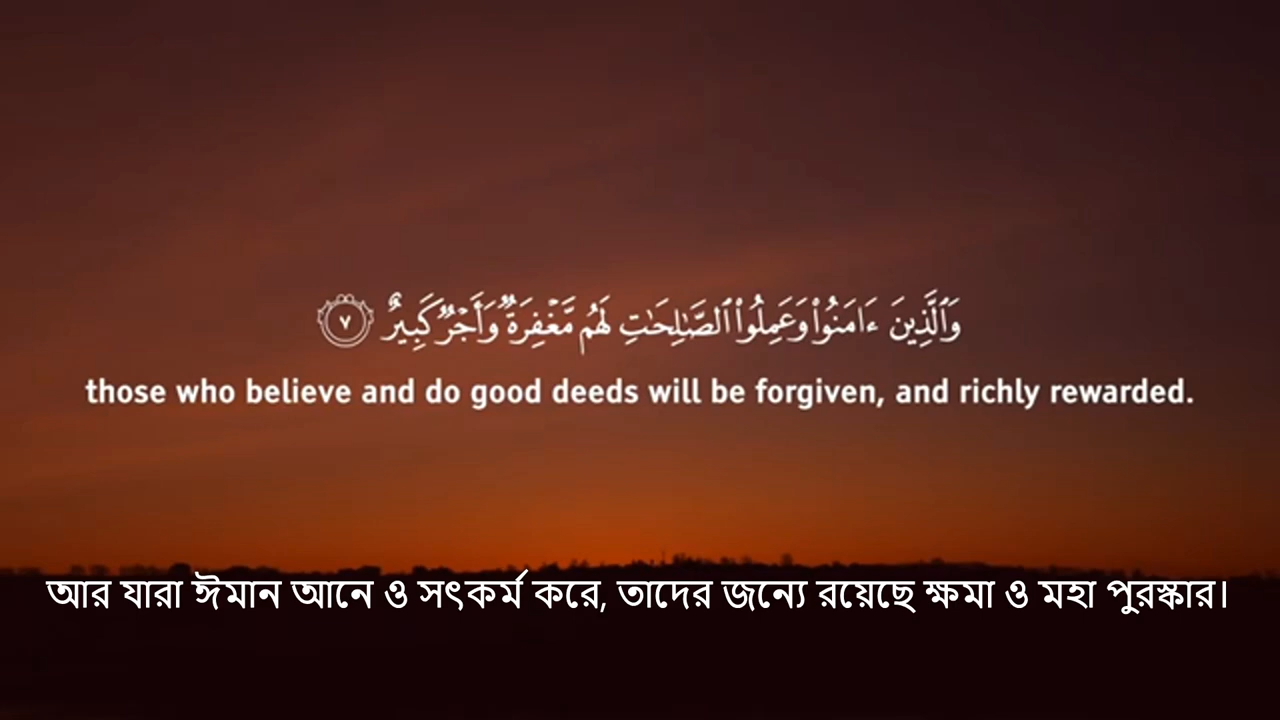 وَٱلَّذِينَ ءَامَنُوا۟ وَعَمِلُوا۟ ٱلصَّـٰلِحَـٰتِ لَهُم مَّغْفِرَةٌ وَأَجْرٌ كَبِيرٌ ٧
those who believe and do good deeds will be forgiven, and richly rewarded.
আর যারা ঈমান আনে ও সৎকর্ম করে, তাদের জন্যে রয়েছে ক্ষমা ও মহা পুরস্কার।